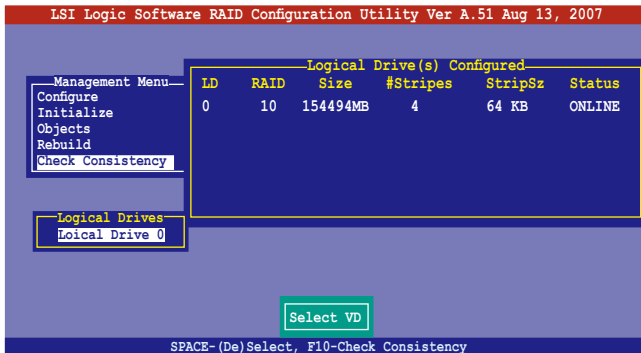 LSI Logic Software RAID Configuration Utility Ver A.51 Aug 13, 2007
Logical Drive(s) Configured
LD RAID Size #Stripes StripSz Status
0 10 154494MB 4 64 KB ONLINE
Management Menu
Configure
Initialize
Objects
Rebuild
Check Consistency
Logical Drives
Loical Drive 0
Select VD
SPACE-(De)Select, F10-Check Consistency